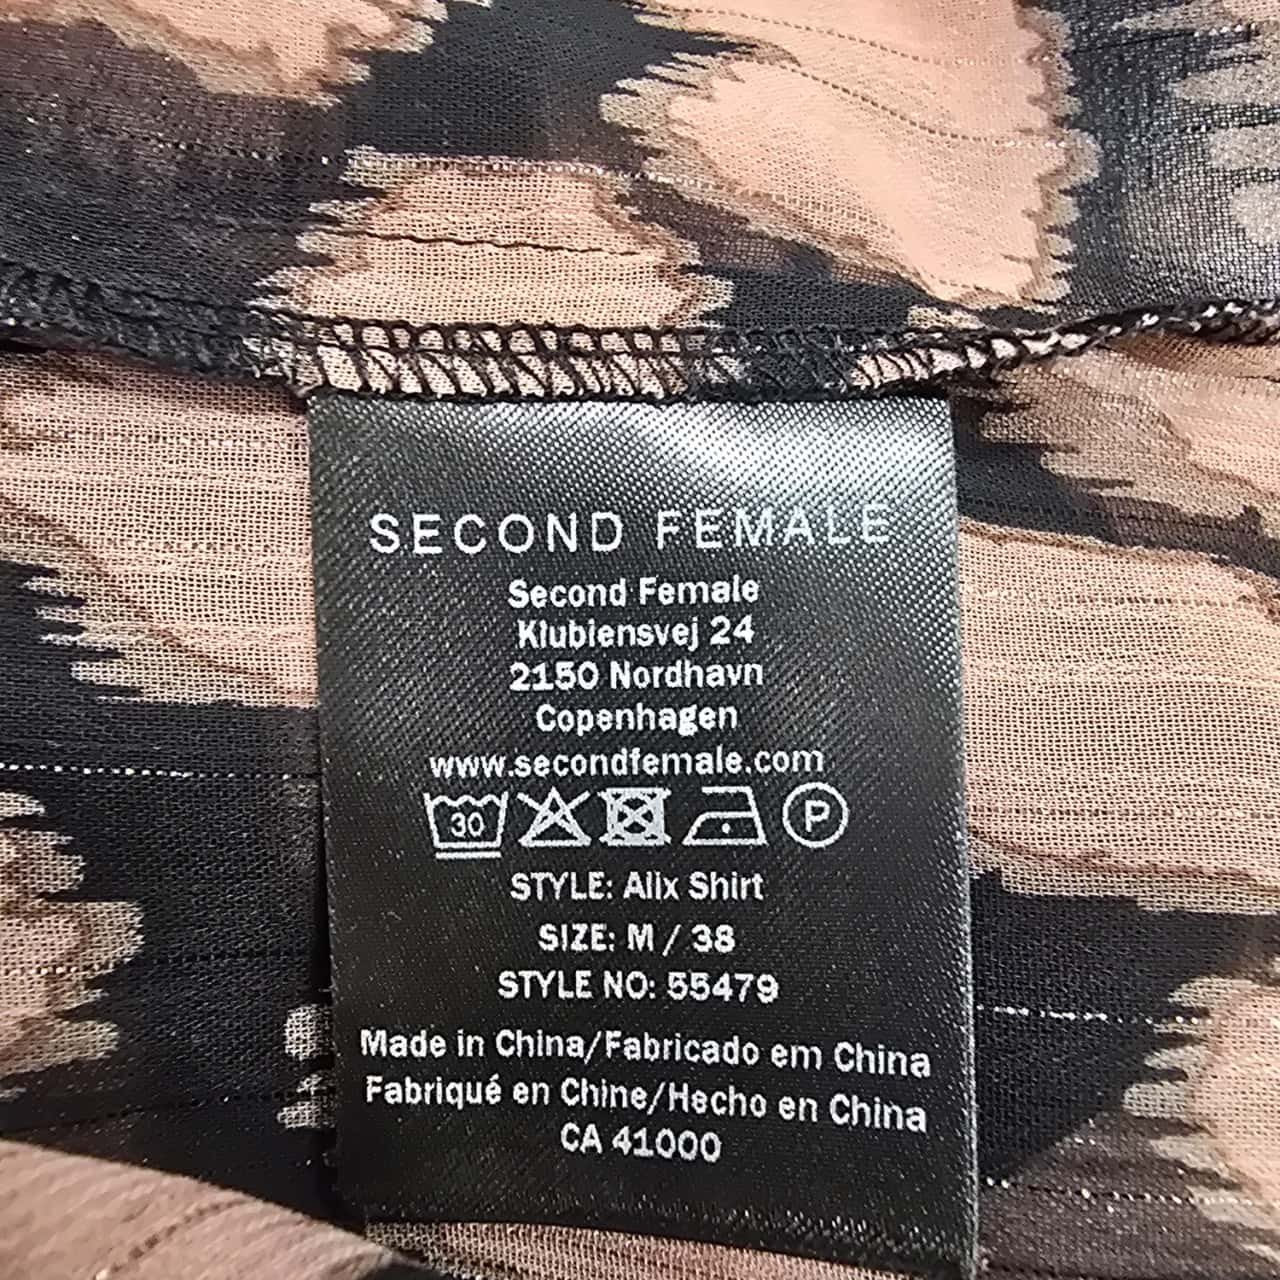 SECOND FEMALE
Second Female
Klubiensvej 24
2150 Nordhavn
Copenhagen
www.secondfemale.com
30 P
STYLE: Alix Shirt
SIZE: M / 38
STYLE NO: 55479
Made in China/Fabricado em China
Fabriqué en Chine/Hecho en China
CA 41000